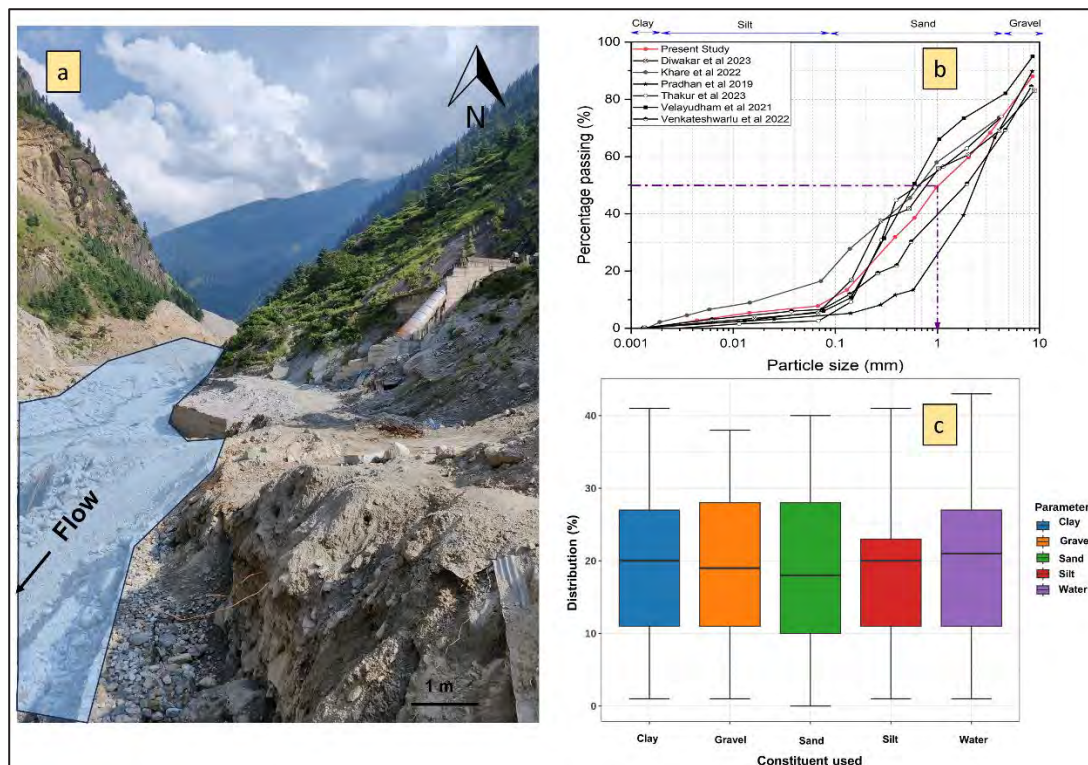 a
N
Flow
1 m
Clay
Silt
Sand
Gravel
b
Present Study
Diwakar et al 2023
Khare et al 2022
Pradhan et al 2019
Thakur et al 2023
Velayudham et al 2021
Venkateshwarlu et al 2022
Percentage passing (%)
100
80
60
40
20
0
0.001
0.01
0.1
1
10
Particle size (mm)
c
Distribution (%)
40
30
20
10
0
Clay
Gravel
Sand
Silt
Water
Constituent used
Parameter
Clay
Grave
Sand
Silt
Water